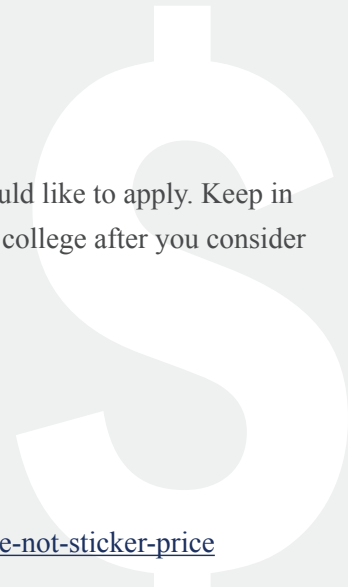 uld like to apply. Keep in
college after you consider
e-not-sticker-price